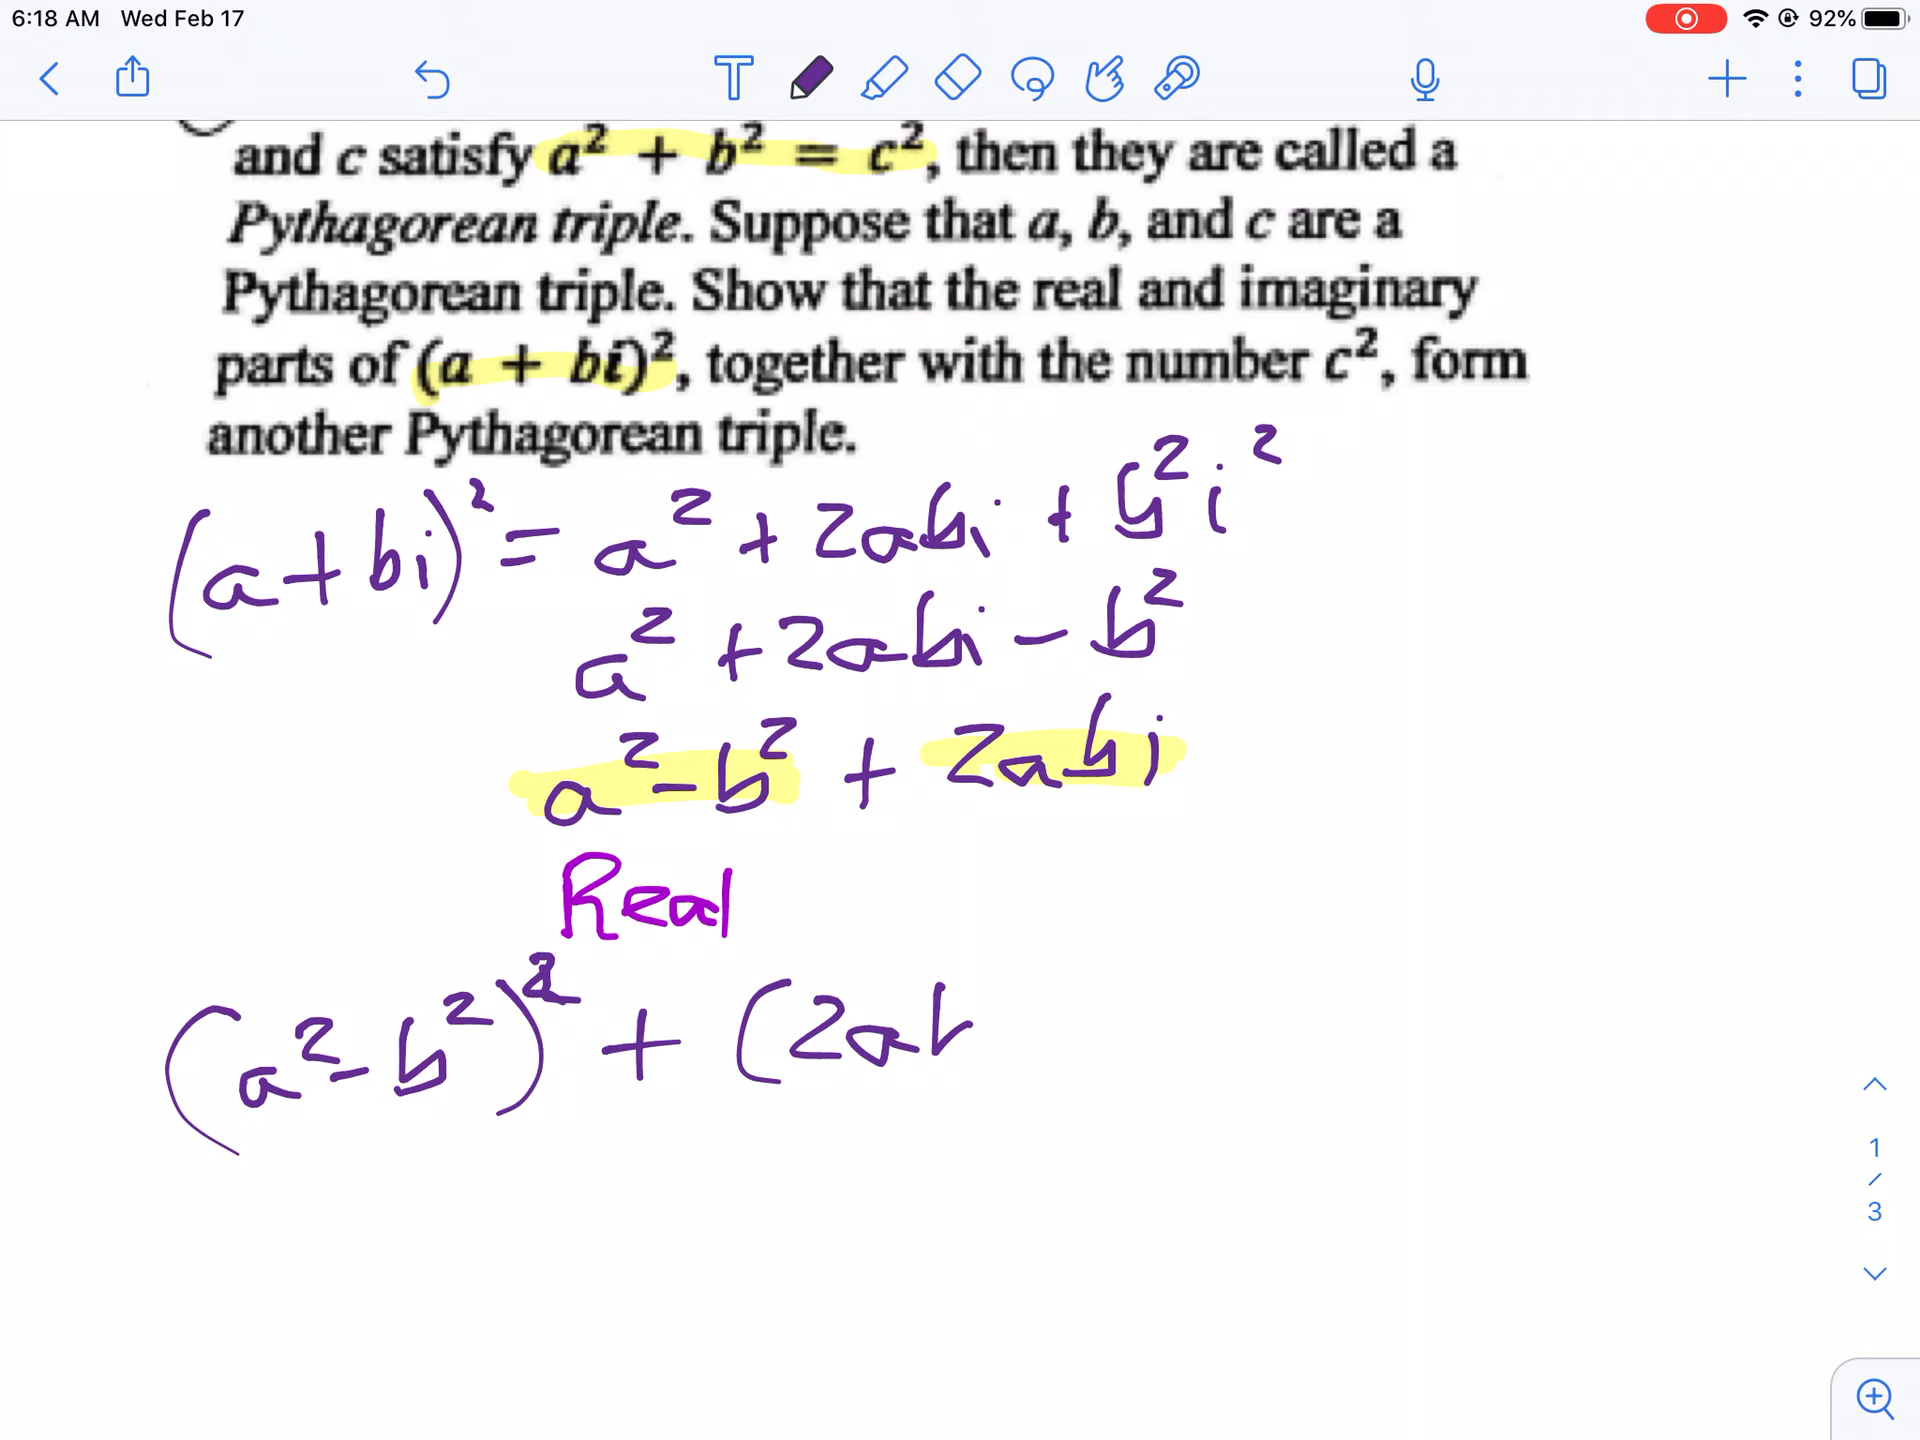 6:18 AM Wed Feb 17 92%
T
and c satisfy a² + b² = c², then they are called a
Pythagorean triple. Suppose that a, b, and c are a
Pythagorean triple. Show that the real and imaginary
parts of (a + bi)², together with the number c², form
another Pythagorean triple.
(a+bi)² = a² + 2abi + b²i²
a² + 2abi - b²
a² - b² + 2abi
Real
(a² - b²)² + (2ab
1
/
3